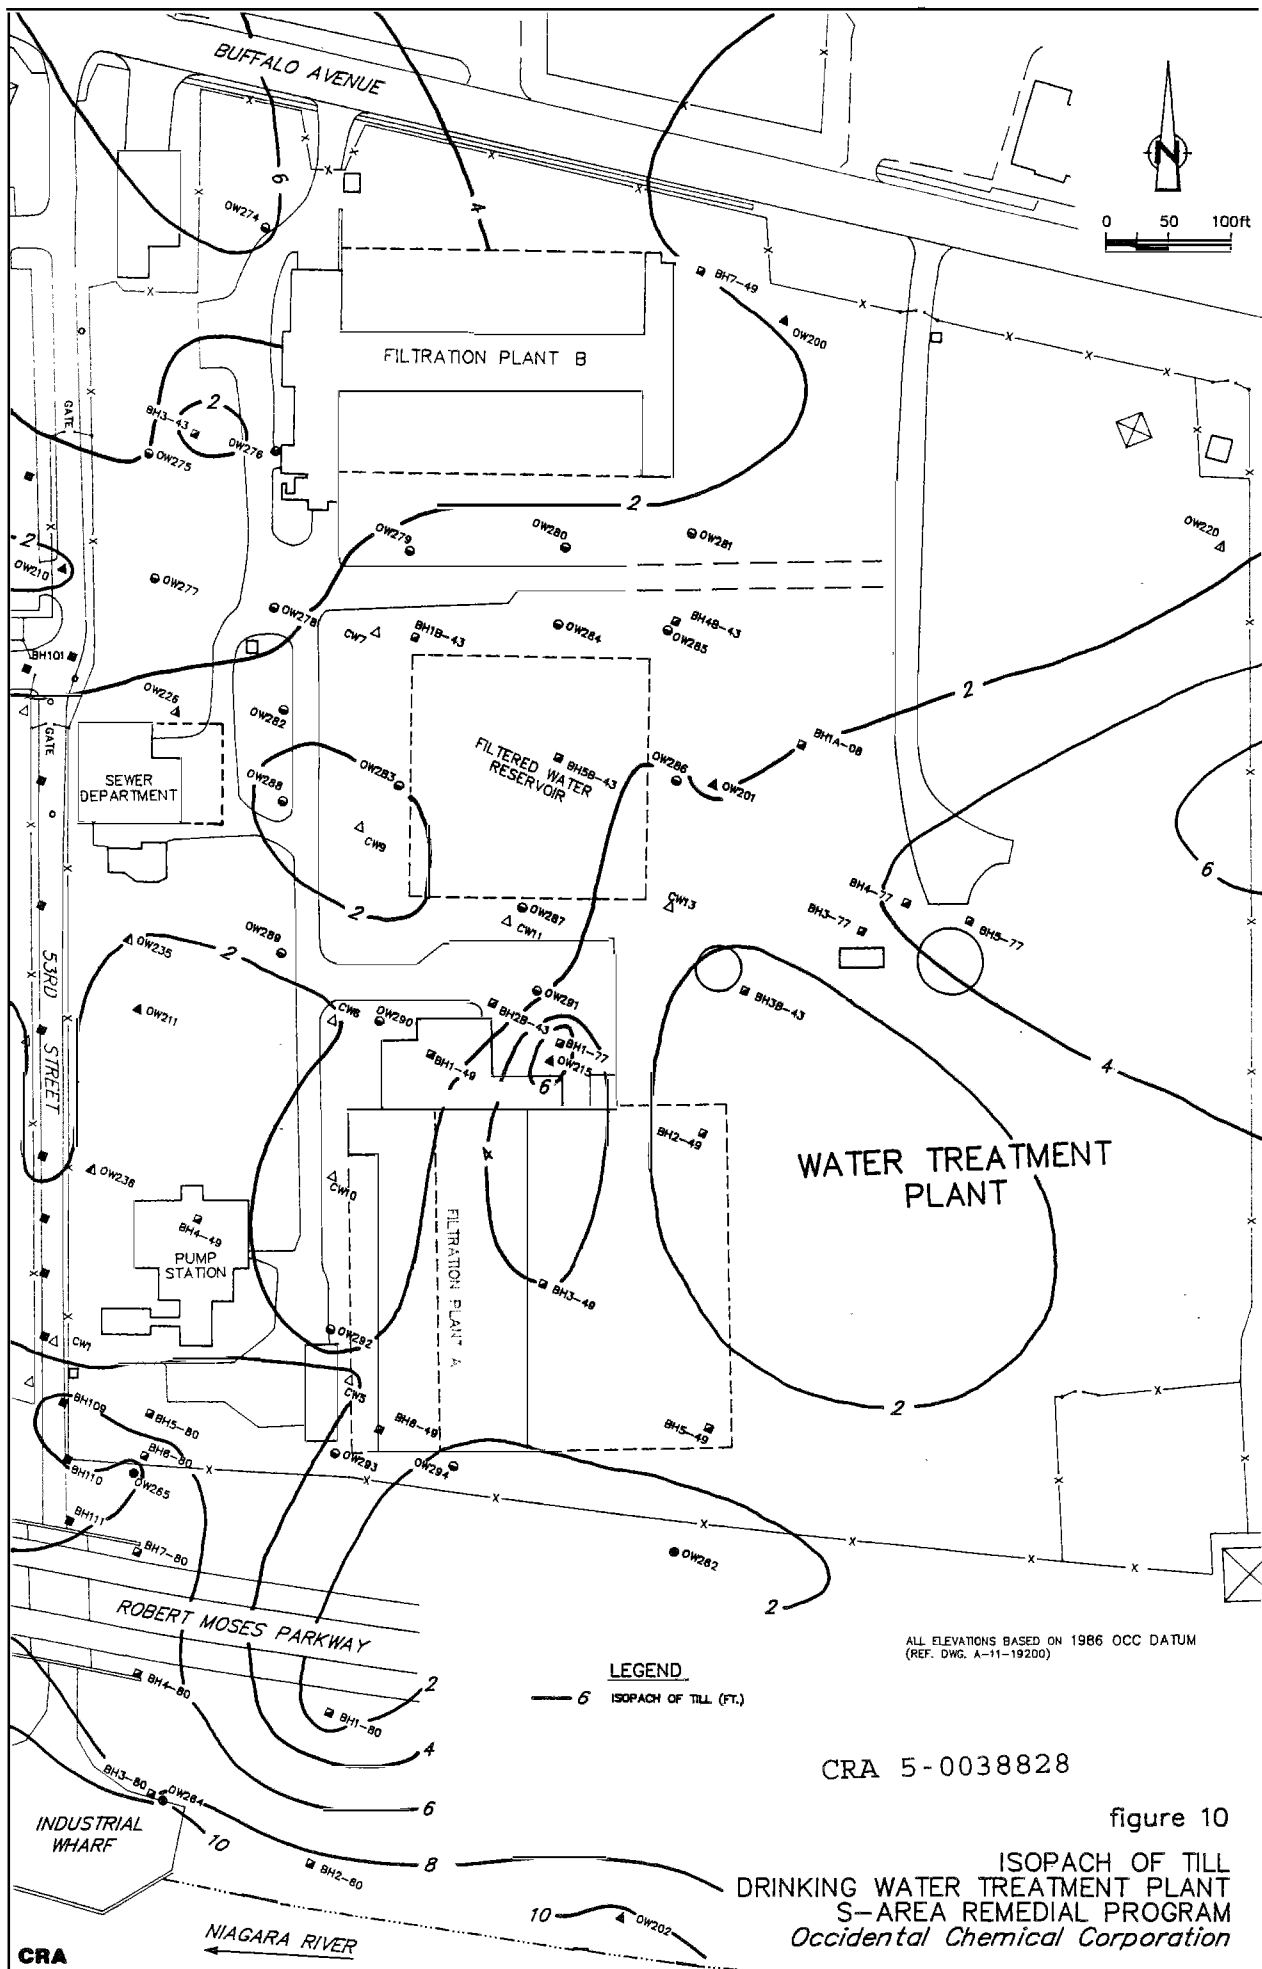 BUFFALO AVENUE
N
0 50 100ft
6
4
OW274
BH7-49
OW200
FILTRATION PLANT B
GATE
2
BH3-43
OW275
OW276
OW279
OW280
OW281
2
OW220
2
OW210
OW277
OW278
CW7
BH1B-43
OW284
BH4B-43
OW285
BH101
OW226
OW282
2
BH1A-08
GATE
SEWER
DEPARTMENT
OW288
OW283
FILTERED WATER
RESERVOIR
BH5B-43
OW286
OW201
CW9
6
2
BH4-77
BH3-77
BH5-77
OW287
CW11
CW13
OW235
2
OW289
53RD STREET
OW211
CW8
OW290
OW291
BH2B-43
BH3B-43
BH1-49
BH1-77
OW215
6
4
4
BH2-49
WATER TREATMENT
PLANT
OW236
CW10
BH4-49
PUMP
STATION
FILTRATION PLANT A
BH3-49
OW292
CW1
CW5
2
BH109
BH5-80
BH6-49
BH5-49
BH6-80
BH110
OW265
OW293
OW294
BH111
BH7-80
OW262
2
ROBERT MOSES PARKWAY
ALL ELEVATIONS BASED ON 1986 OCC DATUM
(REF. DWG. A-11-19200)
LEGEND
6 ISOPACH OF TILL (FT.)
BH4-80
2
BH1-80
4
CRA 5-0038828
BH3-80
OW264
6
figure 10
INDUSTRIAL
WHARF
10
8
BH2-80
ISOPACH OF TILL
DRINKING WATER TREATMENT PLANT
S-AREA REMEDIAL PROGRAM
Occidental Chemical Corporation
10
OW202
NIAGARA RIVER
CRA